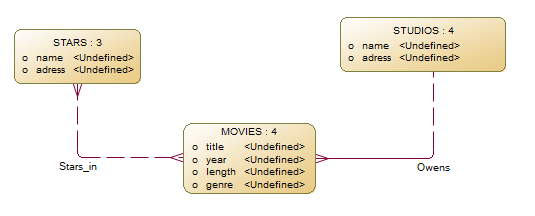 STARS : 3
o name <Undefined>
o adress <Undefined>
STUDIOS : 4
o name <Undefined>
o adress <Undefined>
MOVIES : 4
o title <Undefined>
o year <Undefined>
o length <Undefined>
o genre <Undefined>
Stars_in
Owens